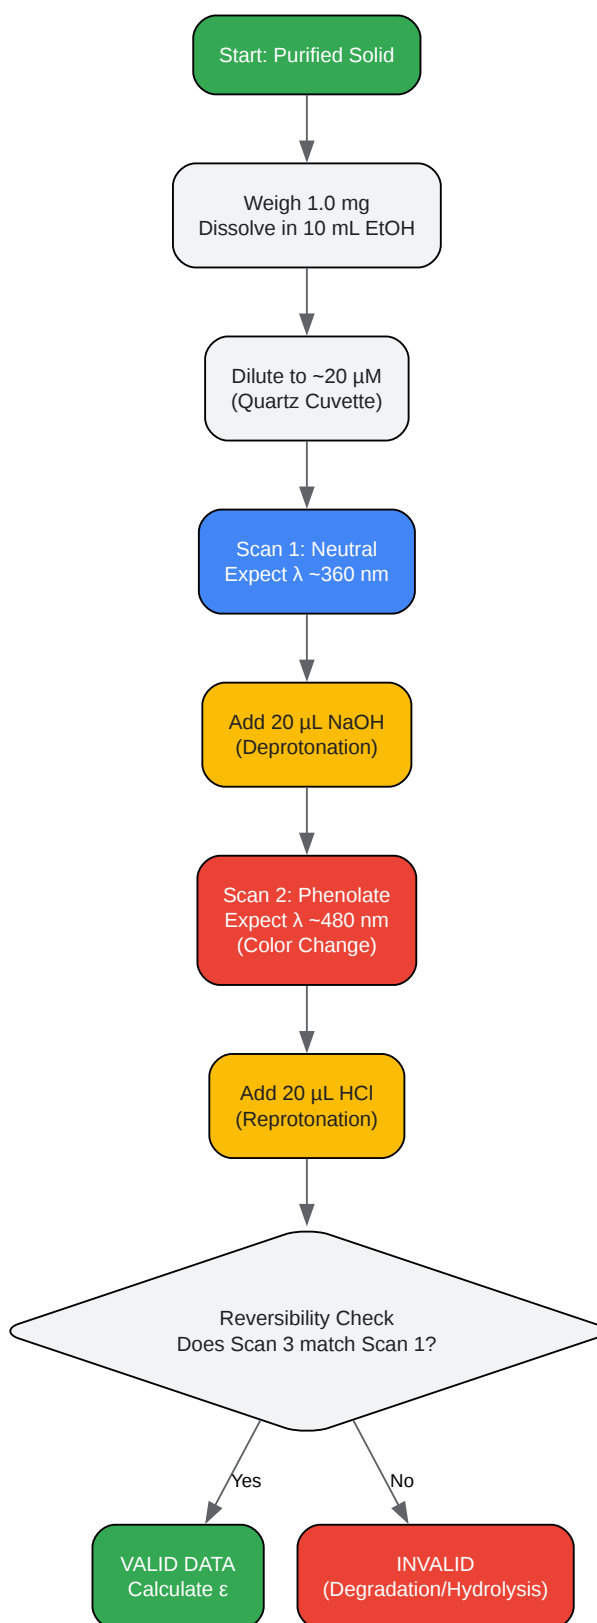 Start: Purified Solid
Weigh 1.0 mg
Dissolve in 10 mL EtOH
Dilute to ~20 µM
(Quartz Cuvette)
Scan 1: Neutral
Expect λ ~360 nm
Add 20 µL NaOH
(Deprotonation)
Scan 2: Phenolate
Expect λ ~480 nm
(Color Change)
Add 20 µL HCl
(Reprotonation)
Reversibility Check
Does Scan 3 match Scan 1?
Yes
No
VALID DATA
Calculate ε
INVALID
(Degradation/Hydrolysis)